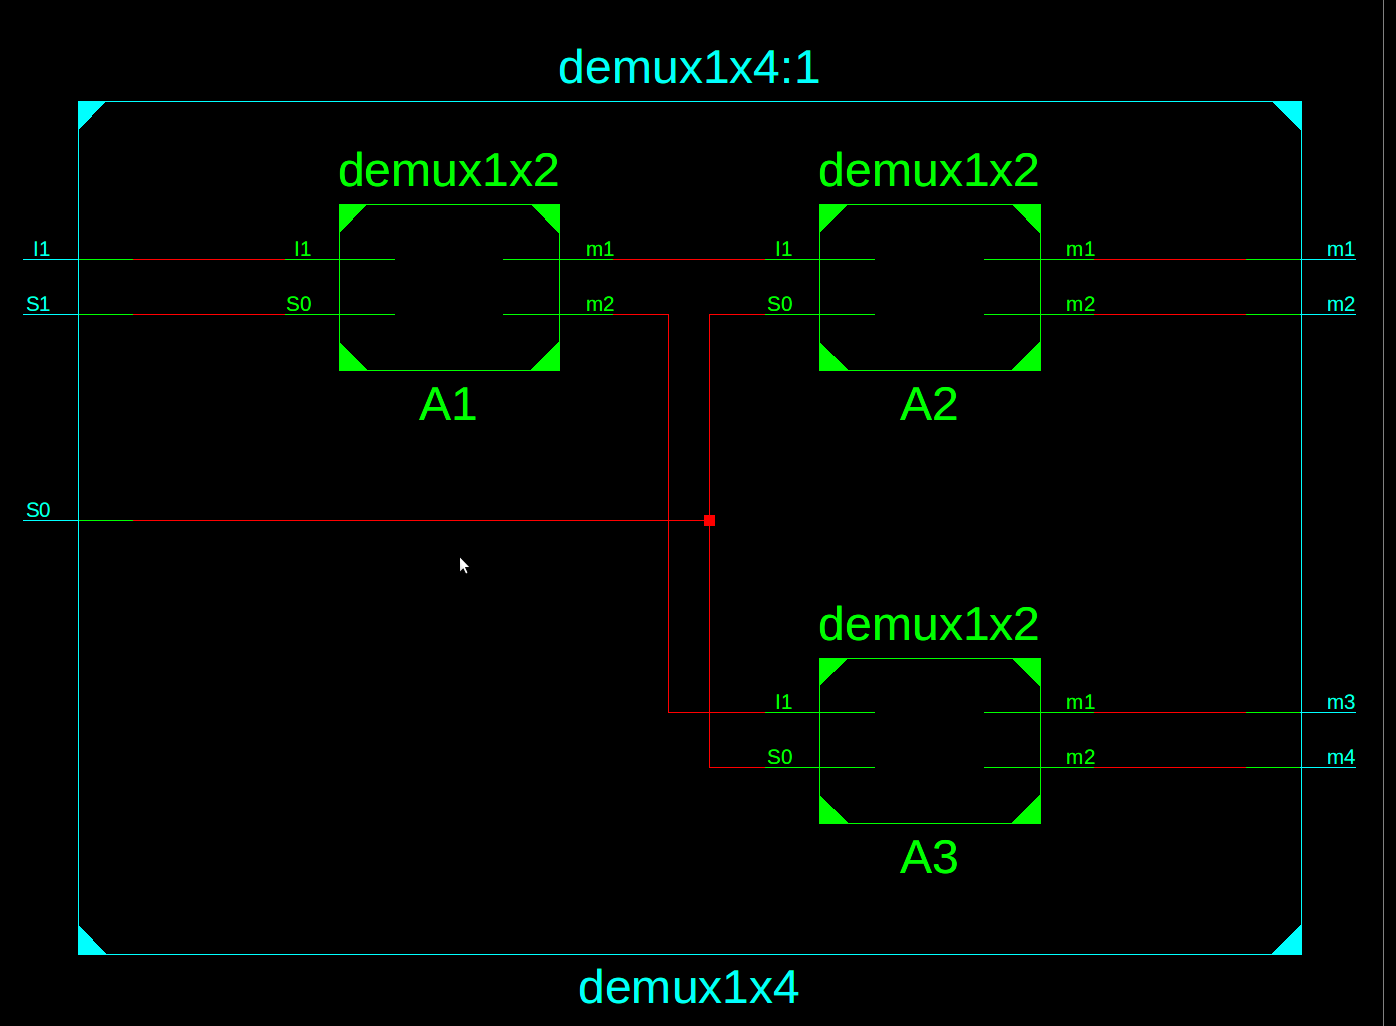 demux1x4:1
demux1x2 demux1x2
I1 I1 m1 I1 m1 m1
S1 S0 m2 S0 m2 m2
A1 A2
S0
demux1x2
I1 m1 m3
S0 m2 m4
A3
demux1x4